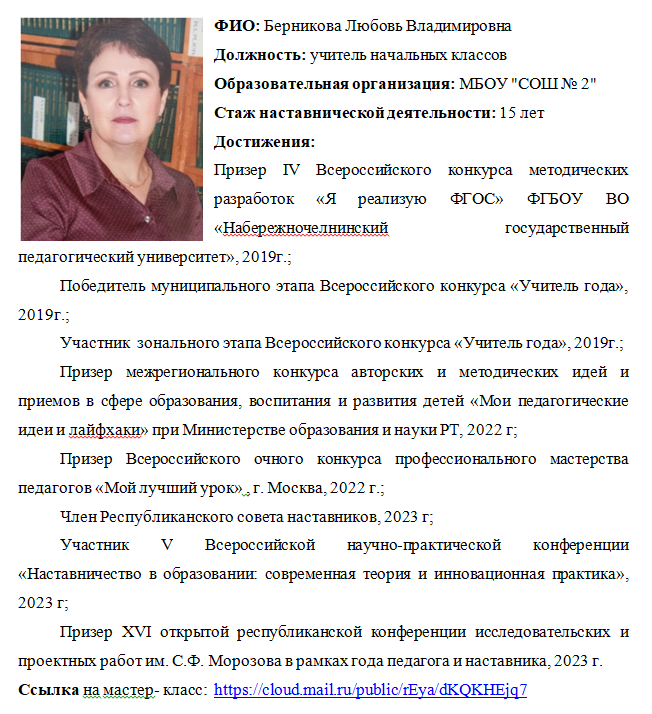 ФИО: Берникова Любовь Владимировна
Должность: учитель начальных классов
Образовательная организация: МБОУ "СОШ № 2"
Стаж наставнической деятельности: 15 лет
Достижения:
Призер IV Всероссийского конкурса методических
разработок «Я реализую ФГОС» ФГБОУ ВО
«Набережночелнинский государственный
педагогический университет», 2019г.;
Победитель муниципального этапа Всероссийского конкурса «Учитель года»,
2019г.;
Участник зонального этапа Всероссийского конкурса «Учитель года», 2019г.;
Призер межрегионального конкурса авторских и методических идей и
приемов в сфере образования, воспитания и развития детей «Мои педагогические
идеи и лайфхаки» при Министерстве образования и науки РТ, 2022 г;
Призер Всероссийского очного конкурса профессионального мастерства
педагогов «Мой лучший урок» , г. Москва, 2022 г.;
Член Республиканского совета наставников, 2023 г;
Участник V Всероссийской научно-практической конференции
«Наставничество в образовании: современная теория и инновационная практика»,
2023 г;
Призер XVI открытой республиканской конференции исследовательских и
проектных работ им. С.Ф. Морозова в рамках года педагога и наставника, 2023 г.
Ссылка на мастер- класс: https://cloud.mail.ru/public/rEya/dKQKHEjq7